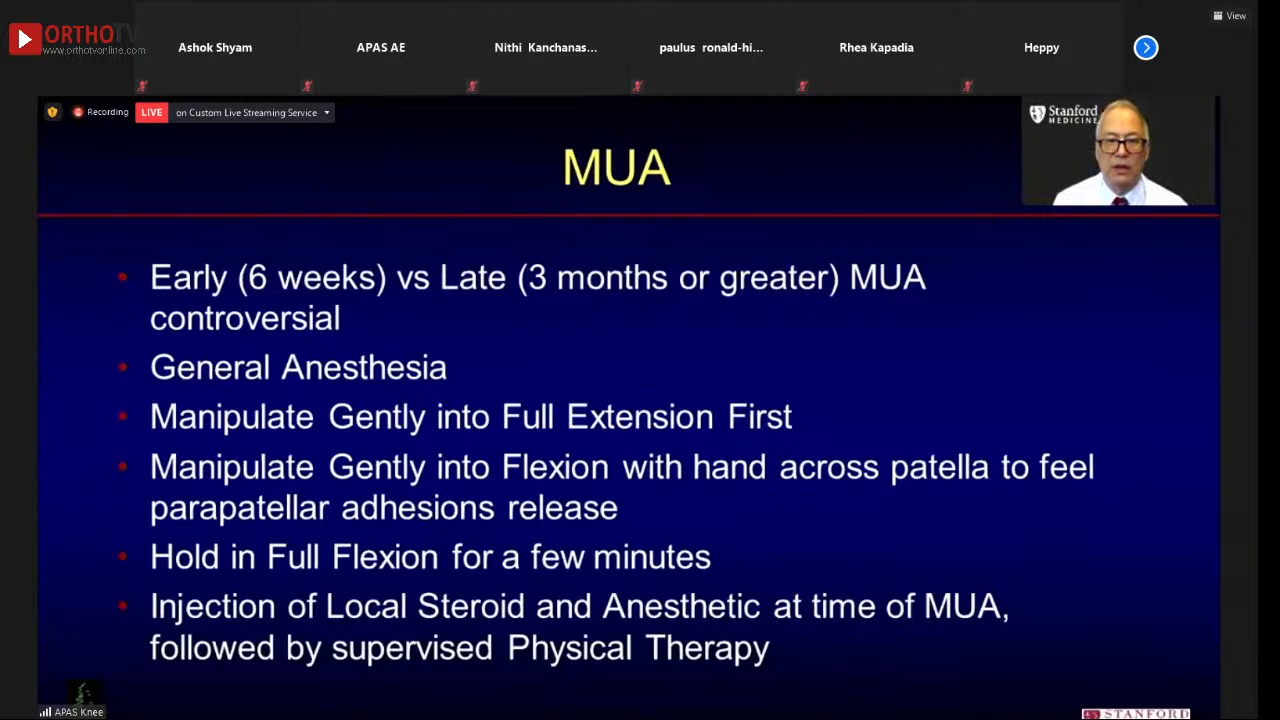 ORTHOTV
www.orthotvonline.com
Ashok Shyam
APAS AE
Nithi Kanchanas...
paulus ronald-hi...
Rhea Kapadia
Heppy
View
Recording
LIVE
on Custom Live Streaming Service
Stanford
MEDICINE
MUA
• Early (6 weeks) vs Late (3 months or greater) MUA
controversial
• General Anesthesia
• Manipulate Gently into Full Extension First
• Manipulate Gently into Flexion with hand across patella to feel
parapatellar adhesions release
• Hold in Full Flexion for a few minutes
• Injection of Local Steroid and Anesthetic at time of MUA,
followed by supervised Physical Therapy
APAS Knee
STANFORD